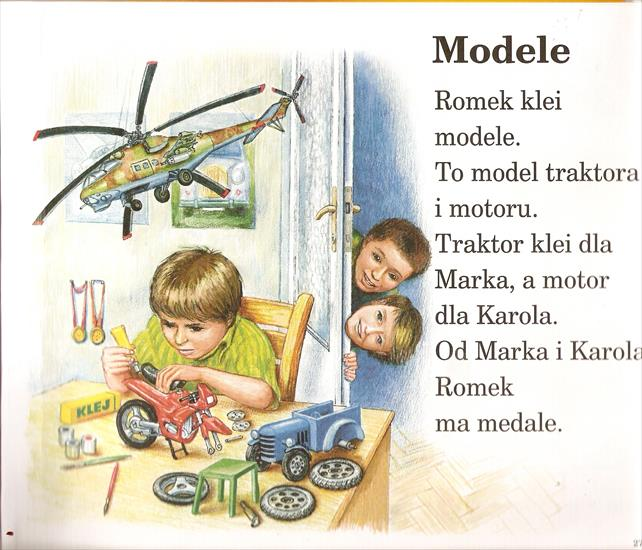 Modele
Romek klei
modele.
To model traktora
i motoru.
Traktor klei dla
Marka, a motor
dla Karola.
Od Marka i Karola
Romek
ma medale.
KLEJ